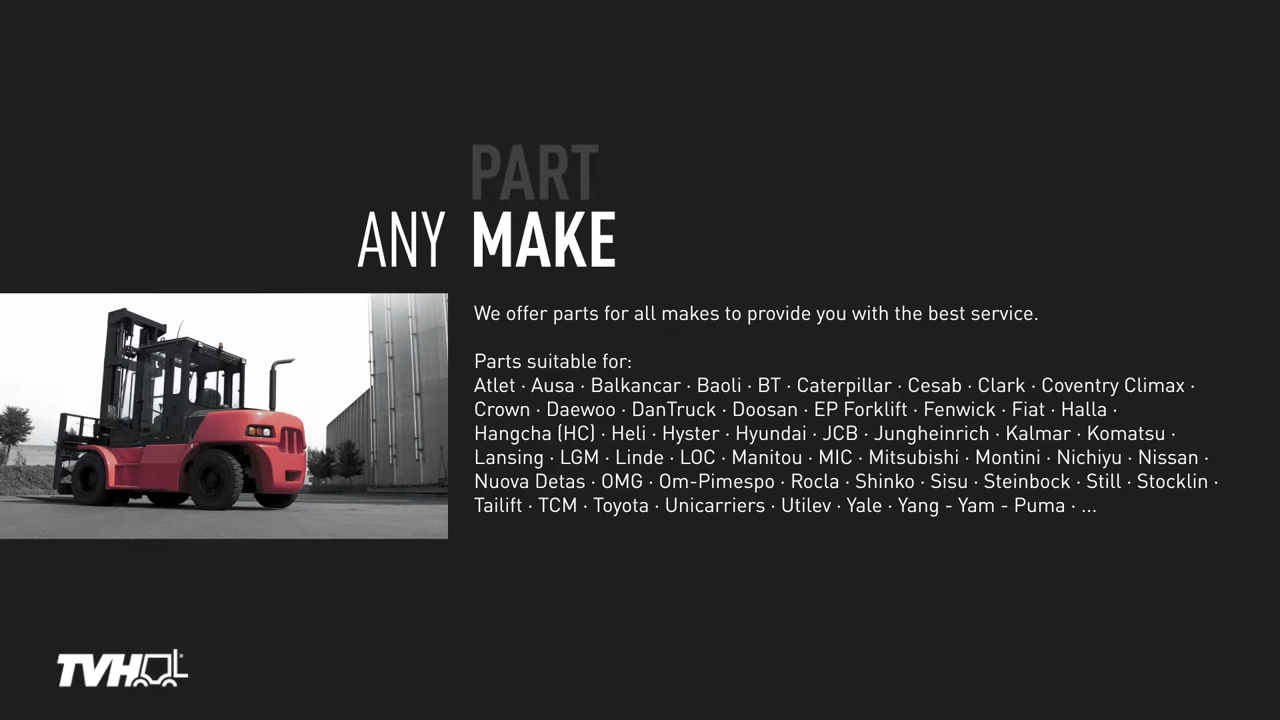 PART
ANY MAKE
We offer parts for all makes to provide you with the best service.
Parts suitable for:
Atlet · Ausa · Balkancar · Baoli · BT · Caterpillar · Cesab · Clark · Coventry Climax ·
Crown · Daewoo · DanTruck · Doosan · EP Forklift · Fenwick · Fiat · Halla ·
Hangcha (HC) · Heli · Hyster · Hyundai · JCB · Jungheinrich · Kalmar · Komatsu ·
Lansing · LGM · Linde · LOC · Manitou · MIC · Mitsubishi · Montini · Nichiyu · Nissan ·
Nuova Detas · OMG · Om-Pimespo · Rocla · Shinko · Sisu · Steinbock · Still · Stocklin ·
Tailift · TCM · Toyota · Unicarriers · Utilev · Yale · Yang - Yam - Puma · ...
TVH